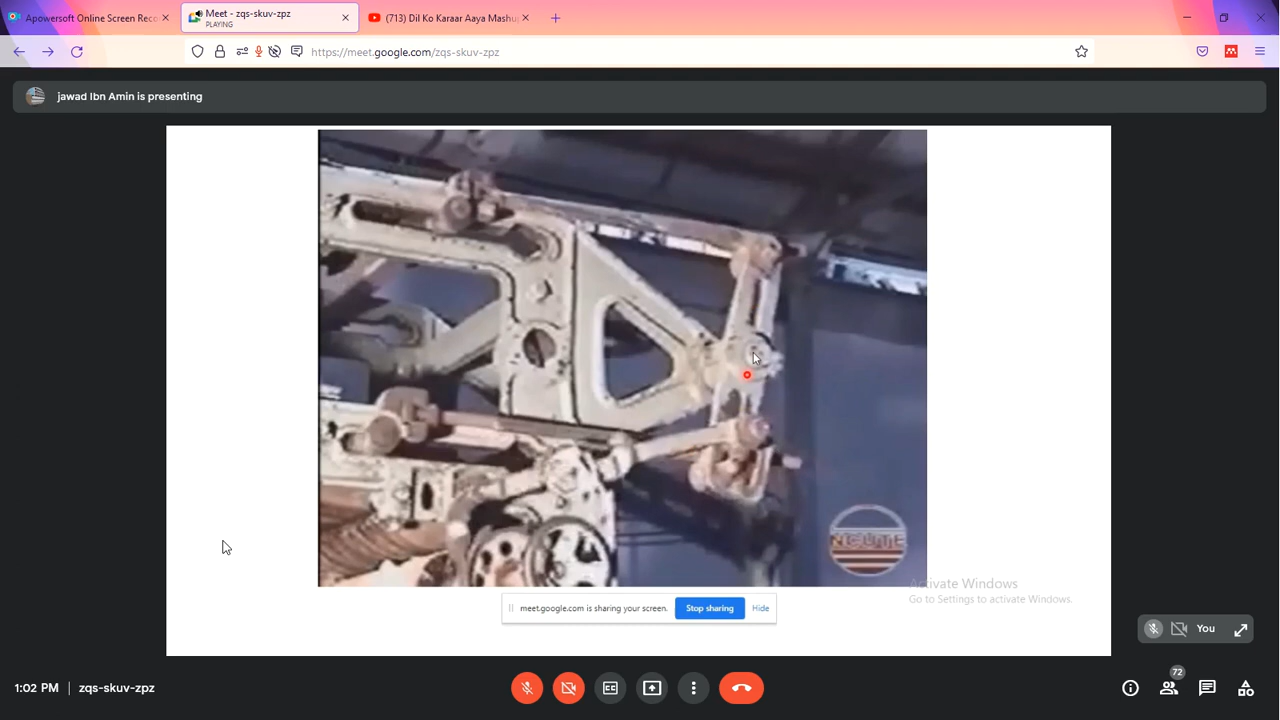 Apowersoft Online Screen Reco
Meet - zqs-skuv-zpz
PLAYING
(713) Dil Ko Karaar Aaya Mashup
https://meet.google.com/zqs-skuv-zpz
jawad Ibn Amin is presenting
NCUTE
meet.google.com is sharing your screen.
Stop sharing
Hide
Activate Windows
Go to Settings to activate Windows.
You
72
1:02 PM | zqs-skuv-zpz